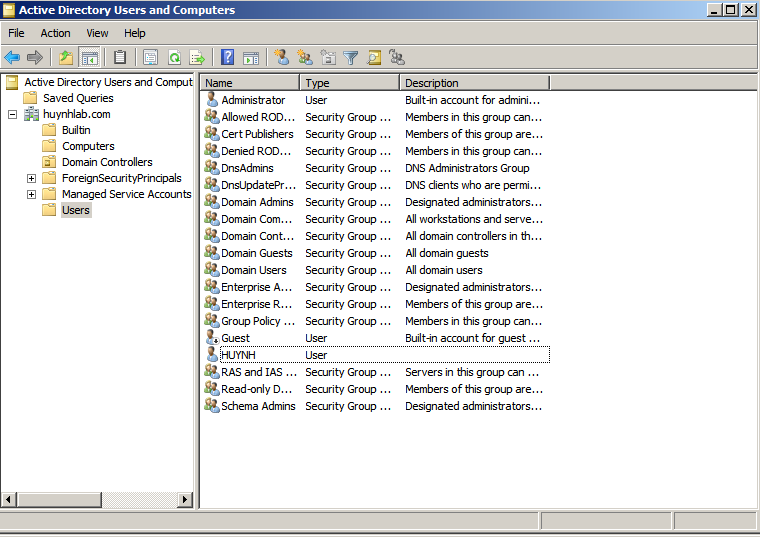 Active Directory Users and Computers
File Action View Help
Active Directory Users and Comput
Saved Queries
huynhlab.com
Builtin
Computers
Domain Controllers
ForeignSecurityPrincipals
Managed Service Accounts
Users
Name Type Description
Administrator User Built-in account for admini...
Allowed ROD... Security Group ... Members in this group can...
Cert Publishers Security Group ... Members of this group are...
Denied ROD... Security Group ... Members in this group can...
DnsAdmins Security Group ... DNS Administrators Group
DnsUpdatePr... Security Group ... DNS clients who are permi...
Domain Admins Security Group ... Designated administrators...
Domain Com... Security Group ... All workstations and serve...
Domain Cont... Security Group ... All domain controllers in th...
Domain Guests Security Group ... All domain guests
Domain Users Security Group ... All domain users
Enterprise A... Security Group ... Designated administrators...
Enterprise R... Security Group ... Members of this group are...
Group Policy ... Security Group ... Members in this group can...
Guest User Built-in account for guest ...
HUYNH User
RAS and IAS ... Security Group ... Servers in this group can ...
Read-only D... Security Group ... Members of this group are...
Schema Admins Security Group ... Designated administrators...